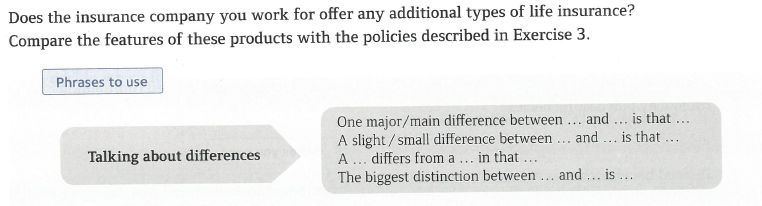 Does the insurance company you work for offer any additional types of life insurance?
Compare the features of these products with the policies described in Exercise 3.
Phrases to use
Talking about differences
One major/main difference between ... and ... is that ...
A slight / small difference between ... and ... is that ...
A ... differs from a ... in that ...
The biggest distinction between ... and ... is ...